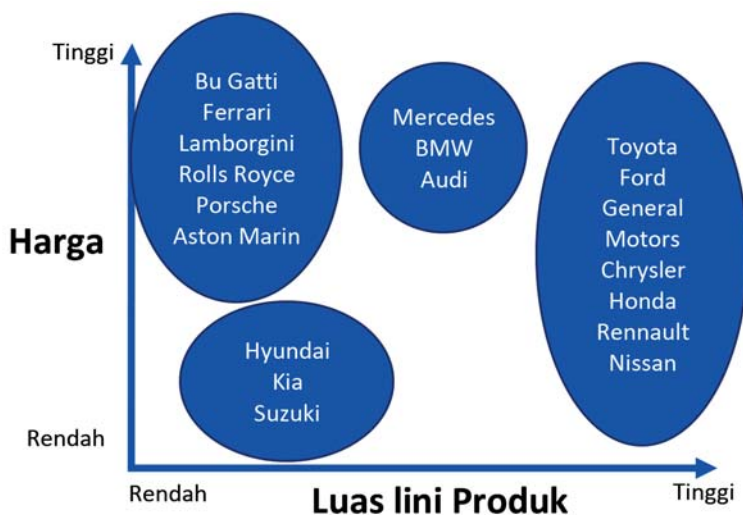 Tinggi
Harga
Rendah
Bu Gatti
Ferrari
Lamborgini
Rolls Royce
Porsche
Aston Marin
Mercedes
BMW
Audi
Toyota
Ford
General
Motors
Chrysler
Honda
Rennault
Nissan
Hyundai
Kia
Suzuki
Rendah
Luas lini Produk
Tinggi